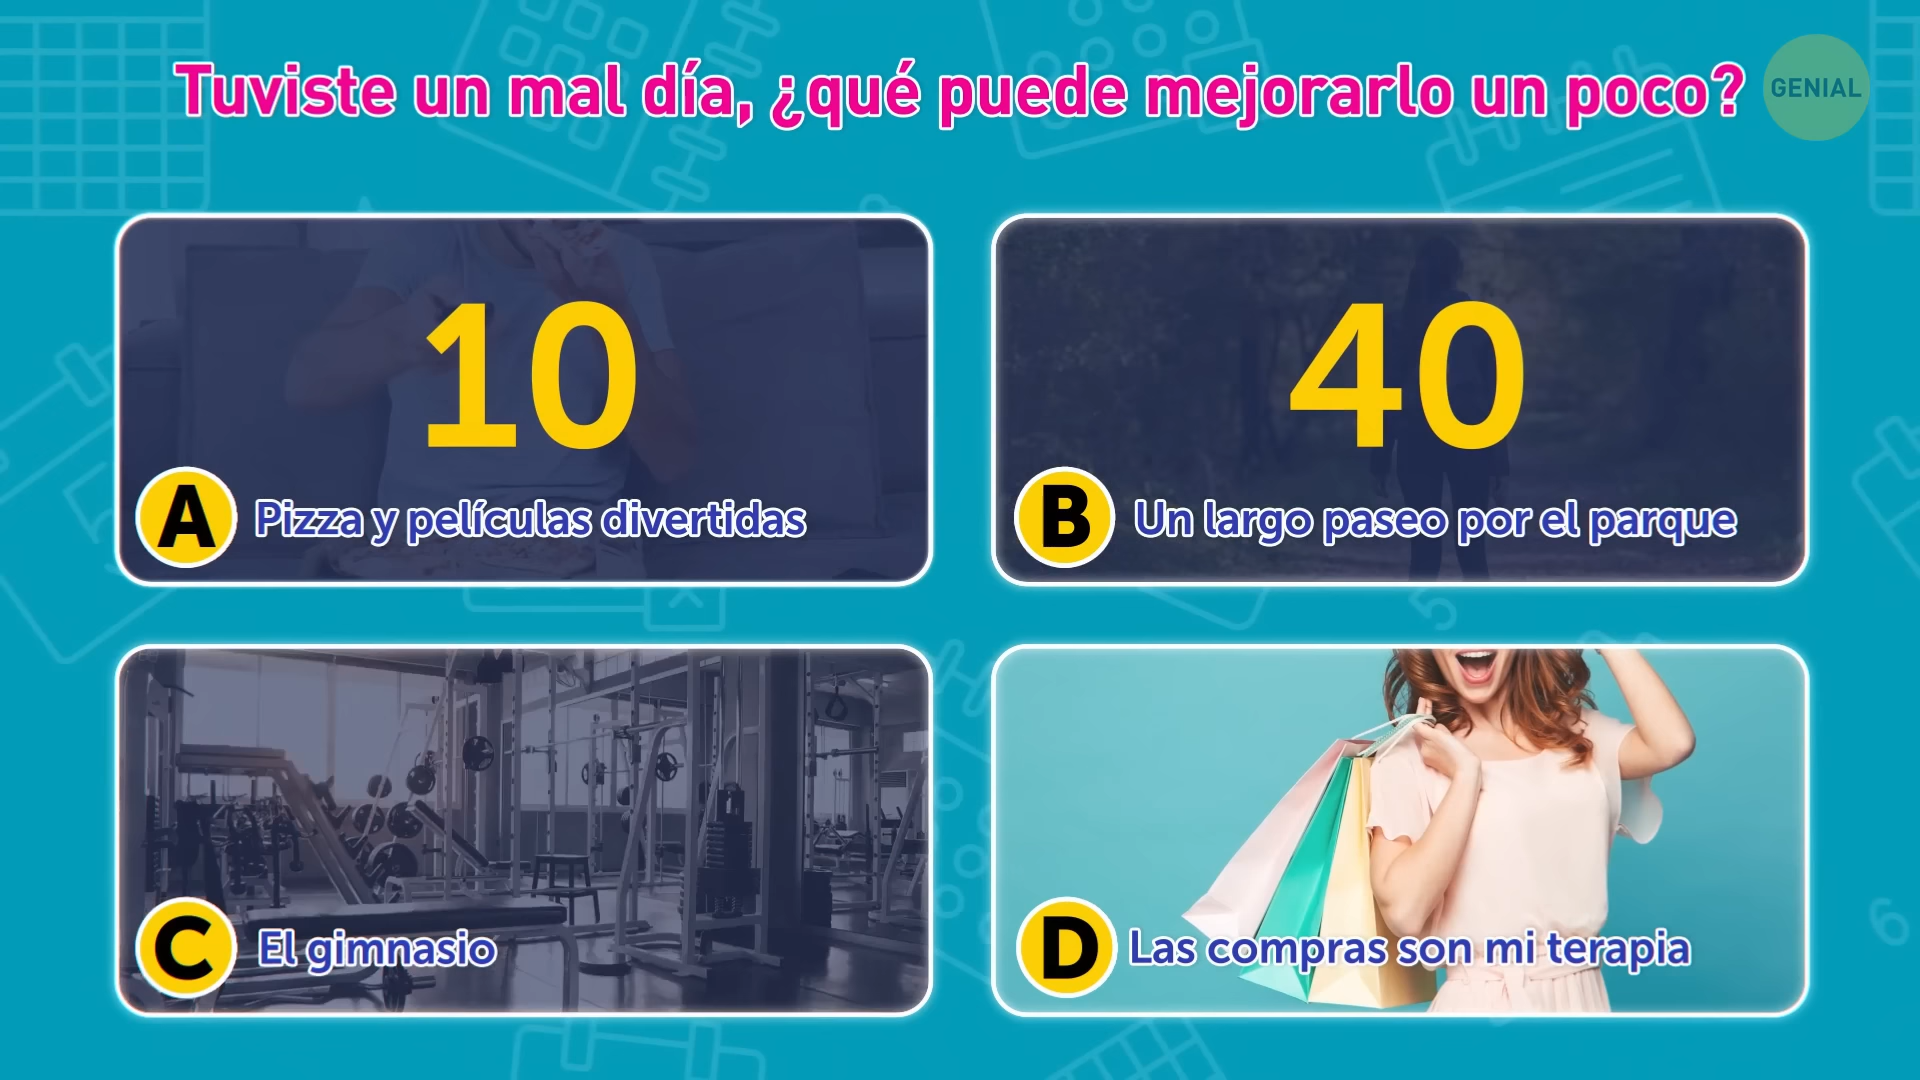 Tuviste un mal día, ¿qué puede mejorarlo un poco?
GENIAL
10
A Pizza y películas divertidas
40
B Un largo paseo por el parque
C El gimnasio
D Las compras son mi terapia